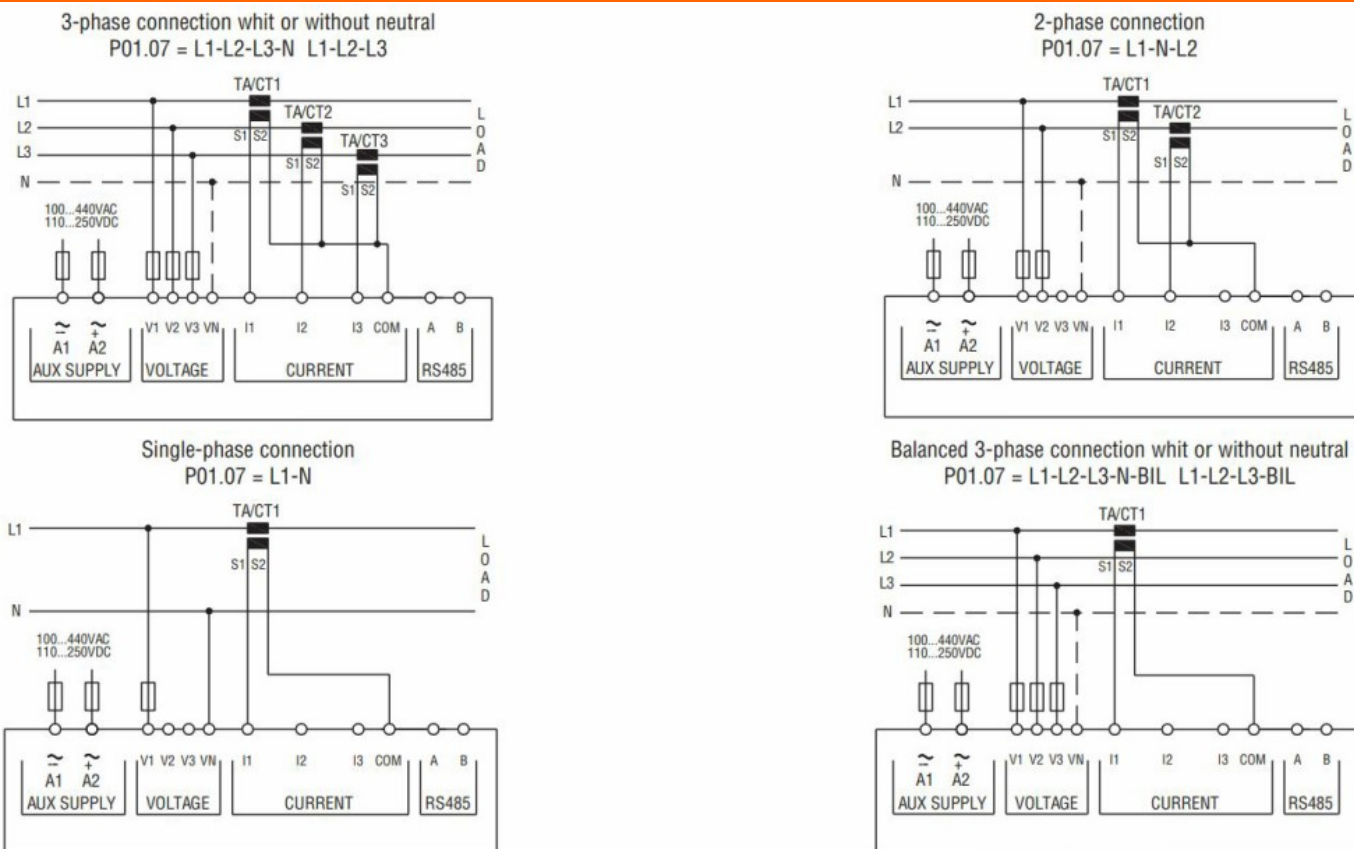 3-phase connection whit or without neutral
P01.07 = L1-L2-L3-N L1-L2-L3
TA/CT1
L1
TA/CT2
L2
S1 S2
TA/CT3
L3
S1 S2
N
S1 S2
L
O
A
D
100...440VAC
110...250VDC
V1 V2 V3 VN I1 I2 I3 COM A B
A1 A2
AUX SUPPLY VOLTAGE CURRENT RS485
2-phase connection
P01.07 = L1-N-L2
TA/CT1
L1
TA/CT2
L2
S1 S2
S1 S2
N
L
O
A
D
100...440VAC
110...250VDC
V1 V2 V3 VN I1 I2 I3 COM A B
A1 A2
AUX SUPPLY VOLTAGE CURRENT RS485
Single-phase connection
P01.07 = L1-N
TA/CT1
L1
S1 S2
N
L
O
A
D
100...440VAC
110...250VDC
V1 V2 V3 VN I1 I2 I3 COM A B
A1 A2
AUX SUPPLY VOLTAGE CURRENT RS485
Balanced 3-phase connection whit or without neutral
P01.07 = L1-L2-L3-N-BIL L1-L2-L3-BIL
TA/CT1
L1
L2
S1 S2
L3
N
L
O
A
D
100...440VAC
110...250VDC
V1 V2 V3 VN I1 I2 I3 COM A B
A1 A2
AUX SUPPLY VOLTAGE CURRENT RS485